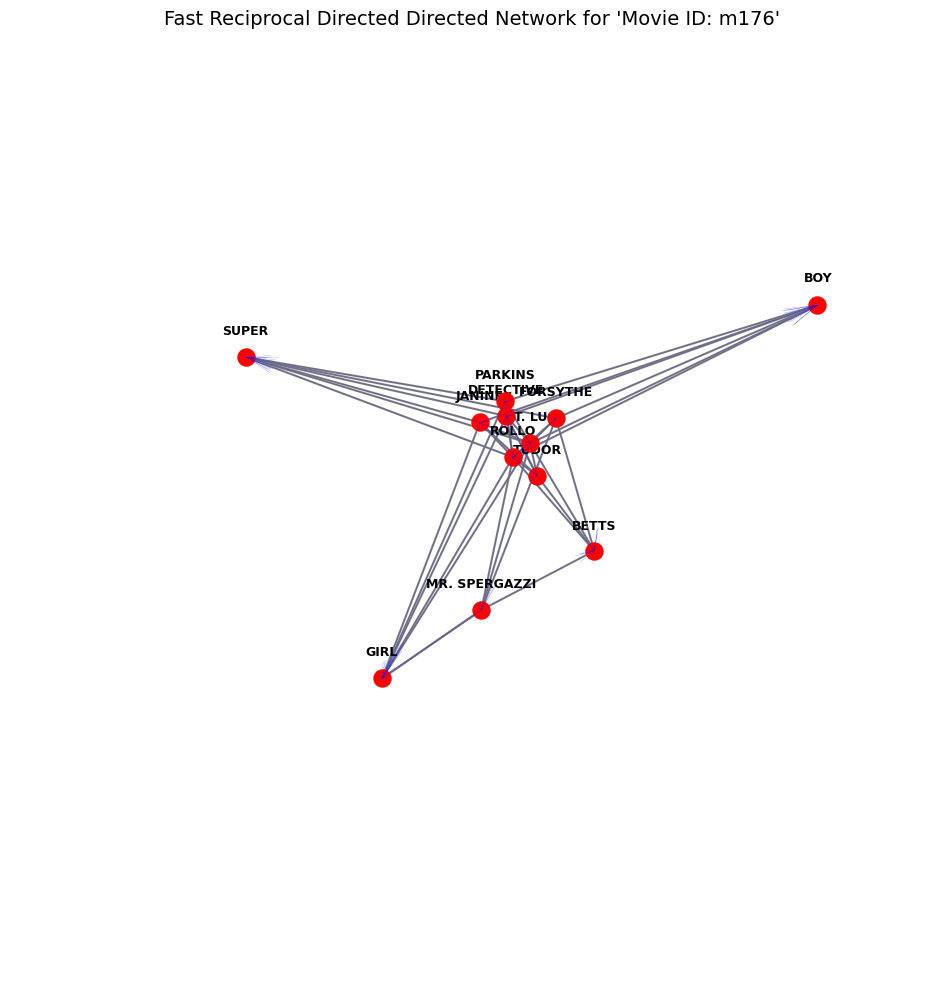 Fast Reciprocal Directed Directed Network for 'Movie ID: m176'
BOY
SUPER
PARKINS
DETECTIVE
FORSYTHE
JANINE
T. LU
ROLLO
TUDOR
BETTS
MR. SPERGAZZI
GIRL